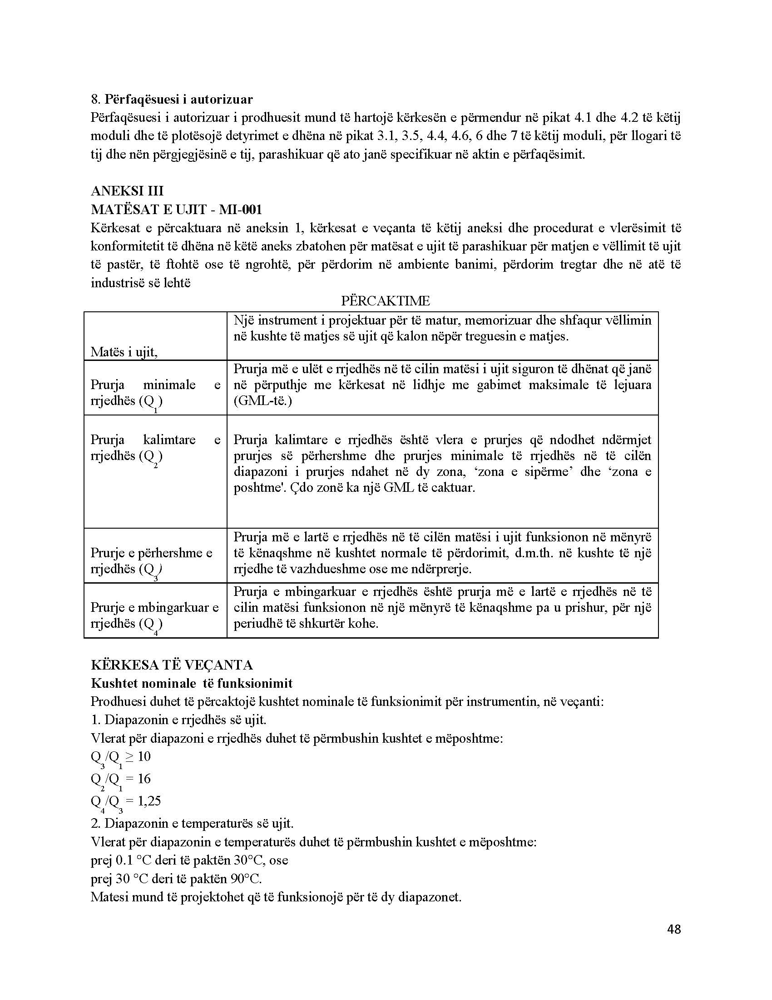 8. Përfaqësuesi i autorizuar
Përfaqësuesi i autorizuar i prodhuesit mund të hartojë kërkesën e përmendur në pikat 4.1 dhe 4.2 të këtij
moduli dhe të plotësojë detyrimet e dhëna në pikat 3.1, 3.5, 4.4, 4.6, 6 dhe 7 të këtij moduli, për llogari të
tij dhe nën përgjegjësinë e tij, parashikuar që ato janë specifikuar në aktin e përfaqësimit.
ANEKSI III
MATËSAT E UJIT - MI-001
Kërkesat e përcaktuara në aneksin 1, kërkesat e veçanta të këtij aneksi dhe procedurat e vlerësimit të
konformitetit të dhëna në këtë aneks zbatohen për matësat e ujit të parashikuar për matjen e vëllimit të ujit
të pastër, të ftohtë ose të ngrohtë, për përdorim në ambiente banimi, përdorim tregtar dhe në atë të
industrisë së lehtë
PËRCAKTIME
Matës i ujit,
Një instrument i projektuar për të matur, memorizuar dhe shfaqur vëllimin
në kushte të matjes së ujit që kalon nëpër treguesin e matjes.
Prurja minimale e
rrjedhës (Q1)
Prurja më e ulët e rrjedhës në të cilin matësi i ujit siguron të dhënat që janë
në përputhje me kërkesat në lidhje me gabimet maksimale të lejuara
(GML-të.)
Prurja kalimtare e
rrjedhës (Q2)
Prurja kalimtare e rrjedhës është vlera e prurjes që ndodhet ndërmjet
prurjes së përhershme dhe prurjes minimale të rrjedhës në të cilën
diapazoni i prurjes ndahet në dy zona, ‘zona e sipërme’ dhe ‘zona e
poshtme'. Çdo zonë ka një GML të caktuar.
Prurje e përhershme e
rrjedhës (Q3)
Prurja më e lartë e rrjedhës në të cilën matësi i ujit funksionon në mënyrë
të kënaqshme në kushtet normale të përdorimit, d.m.th. në kushte të një
rrjedhe të vazhdueshme ose me ndërprerje.
Prurje e mbingarkuar e
rrjedhës (Q4)
Prurja e mbingarkuar e rrjedhës është prurja më e lartë e rrjedhës në të
cilin matësi funksionon në një mënyrë të kënaqshme pa u prishur, për një
periudhë të shkurtër kohe.
KËRKESA TË VEÇANTA
Kushtet nominale të funksionimit
Prodhuesi duhet të përcaktojë kushtet nominale të funksionimit për instrumentin, në veçanti:
1. Diapazonin e rrjedhës së ujit.
Vlerat për diapazoni e rrjedhës duhet të përmbushin kushtet e mëposhtme:
Q3/Q1 ≥ 10
Q2/Q1 = 16
Q4/Q3 = 1,25
2. Diapazonin e temperaturës së ujit.
Vlerat për diapazonin e temperaturës duhet të përmbushin kushtet e mëposhtme:
prej 0.1 °C deri të paktën 30°C, ose
prej 30 °C deri të paktën 90°C.
Matesi mund të projektohet që të funksionojë për të dy diapazonet.
48